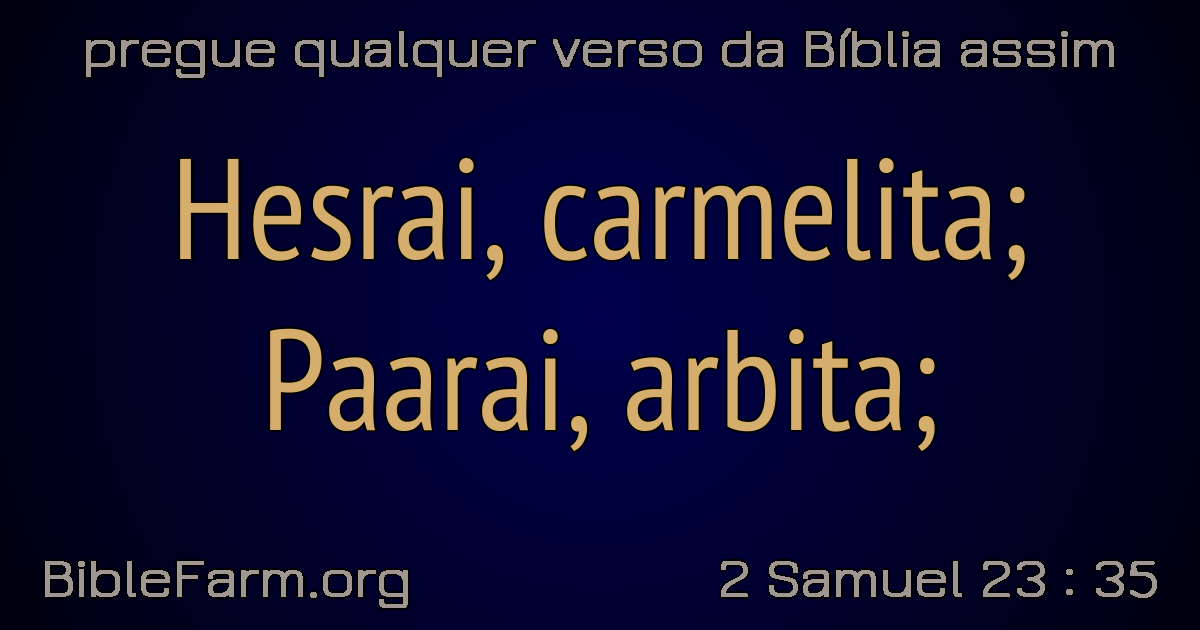 pregue qualquer verso da Bíblia assim
Hesrai, carmelita;
Paarai, arbita;
BibleFarm.org
2 Samuel 23 : 35